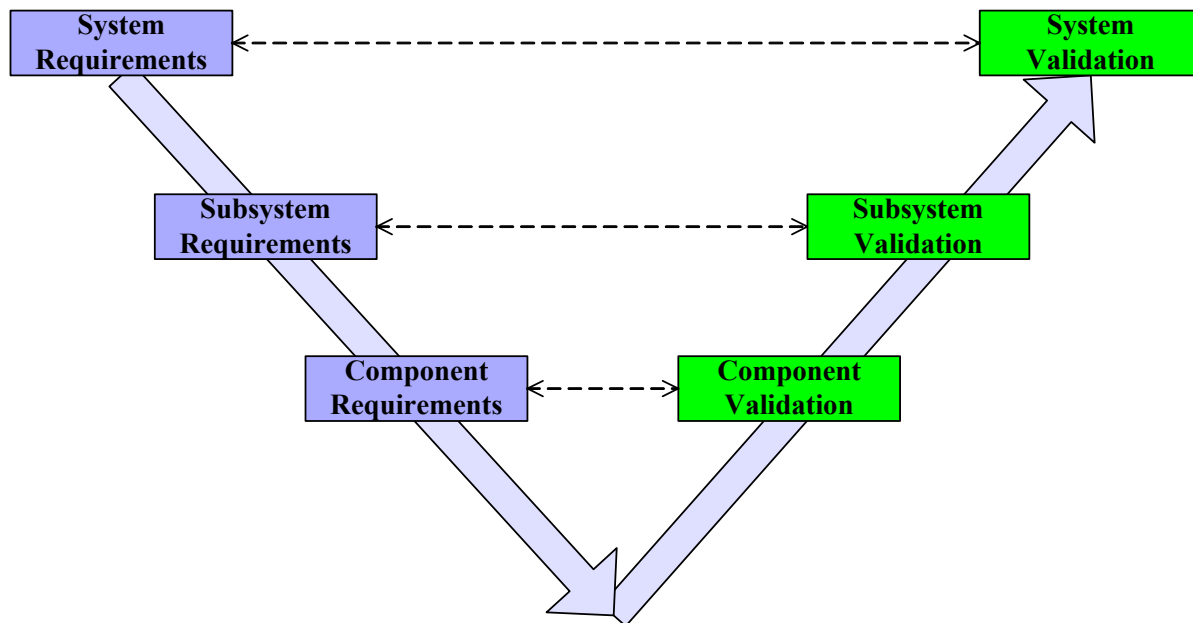 System
Requirements
System
Validation
Subsystem
Requirements
Subsystem
Validation
Component
Requirements
Component
Validation